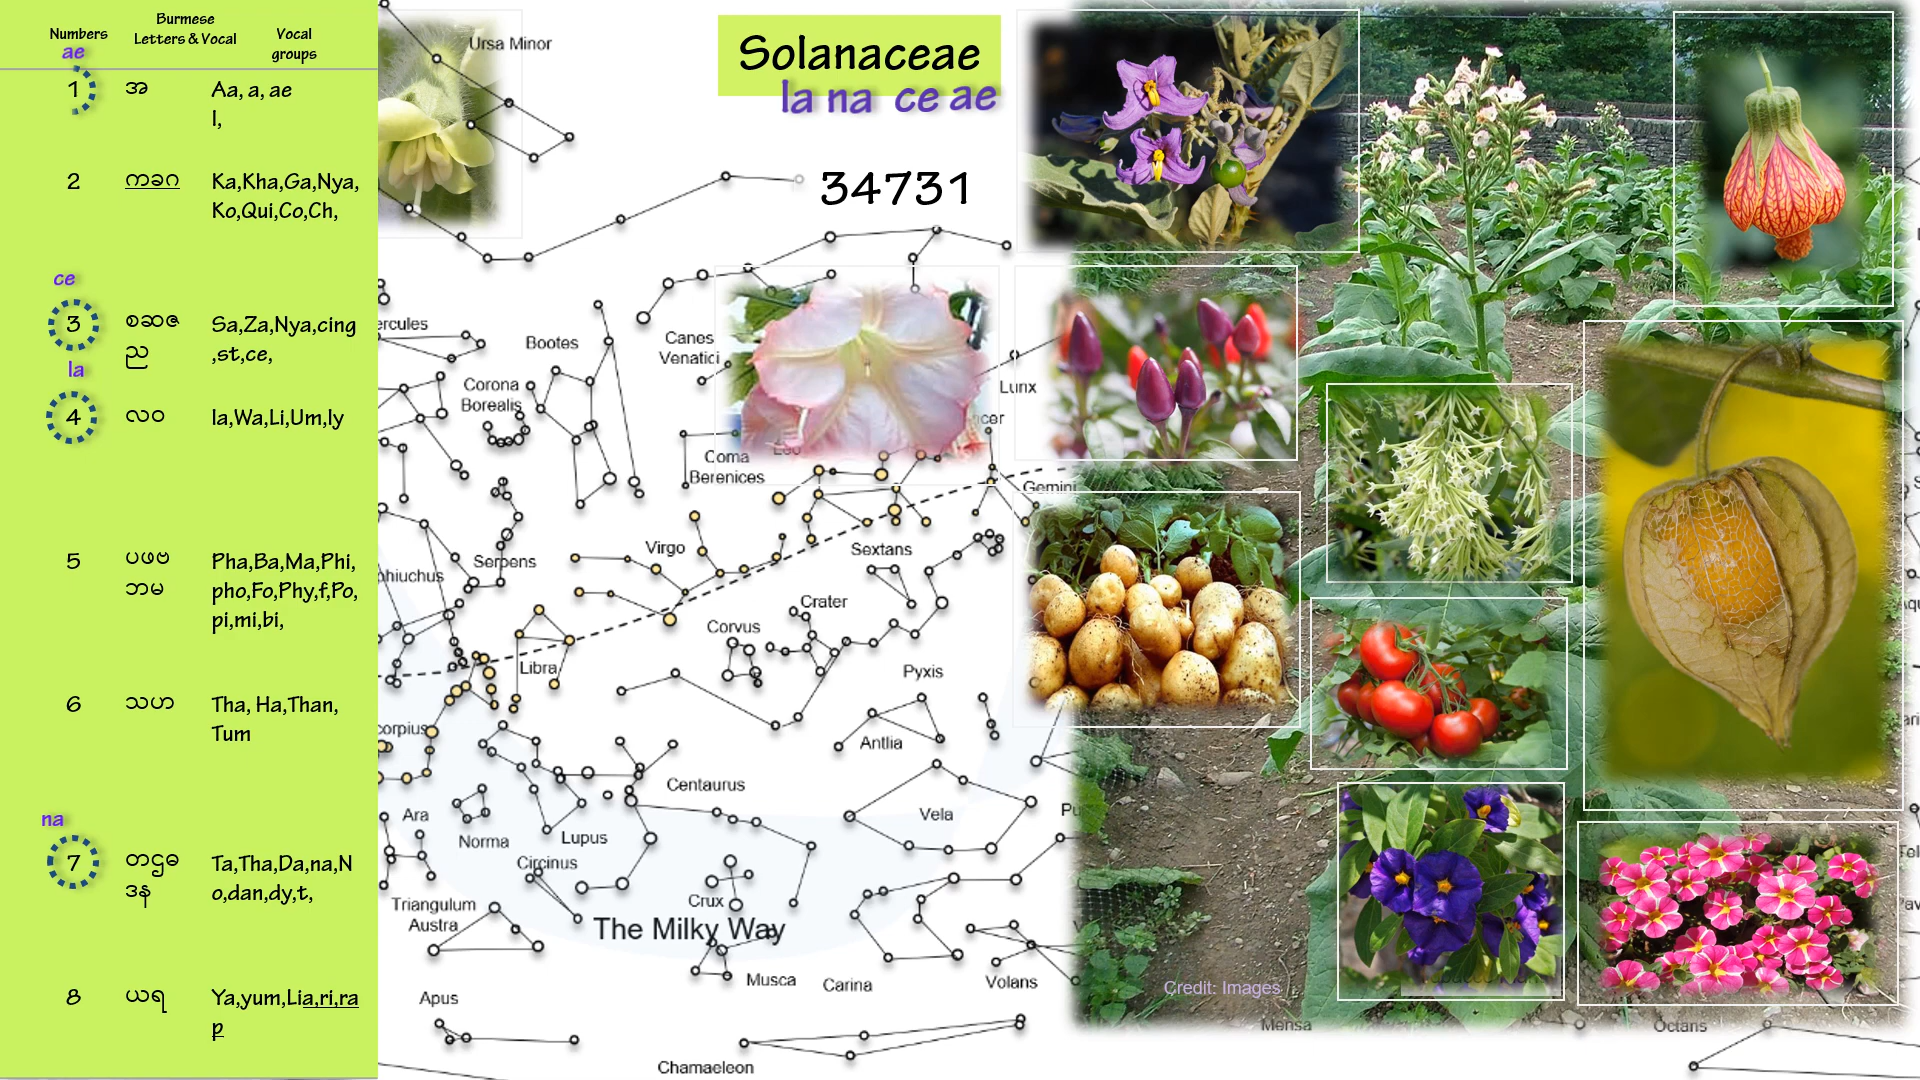 Numbers
Burmese
Letters & Vocal
Vocal
groups
ae
1 အ Aa, a, ae
I,
2 ကခဂ Ka,Kha,Ga,Nya,
Ko,Qui,Co,Ch,
ce
3 စဆဇ Sa,Za,Nya,cing
ည ,st,ce,
la
4 လဝ la,Wa,Li,Um,ly
5 ပဖဗ Pha,Ba,Ma,Phi,
ဘမ pho,Fo,Phy,f,Po,
pi,mi,bi,
6 သဟ Tha, Ha,Than,
Tum
na
7 တဌဓ Ta,Tha,Da,na,N
ဒန o,dan,dy,t,
8 ယရ Ya,yum,Lia,ri,ra
p
Solanaceae
la na ce ae
34731
Ursa Minor
ercules
Bootes
Canes
Venatici
Corona
Borealis
Lunx
ncer
Leo
Coma
Berenices
Gemini
Virgo
Sextans
Serpens
phiuchus
Crater
Corvus
Libra
Pyxis
corpius
Antlia
Centaurus
Ara
Norma
Lupus
Vela
Pu
Circinus
Triangulum
Austra
Crux
The Milky Way
Musca
Carina
Volans
Apus
Credit: Images
Mensa
Octans
Chamaeleon